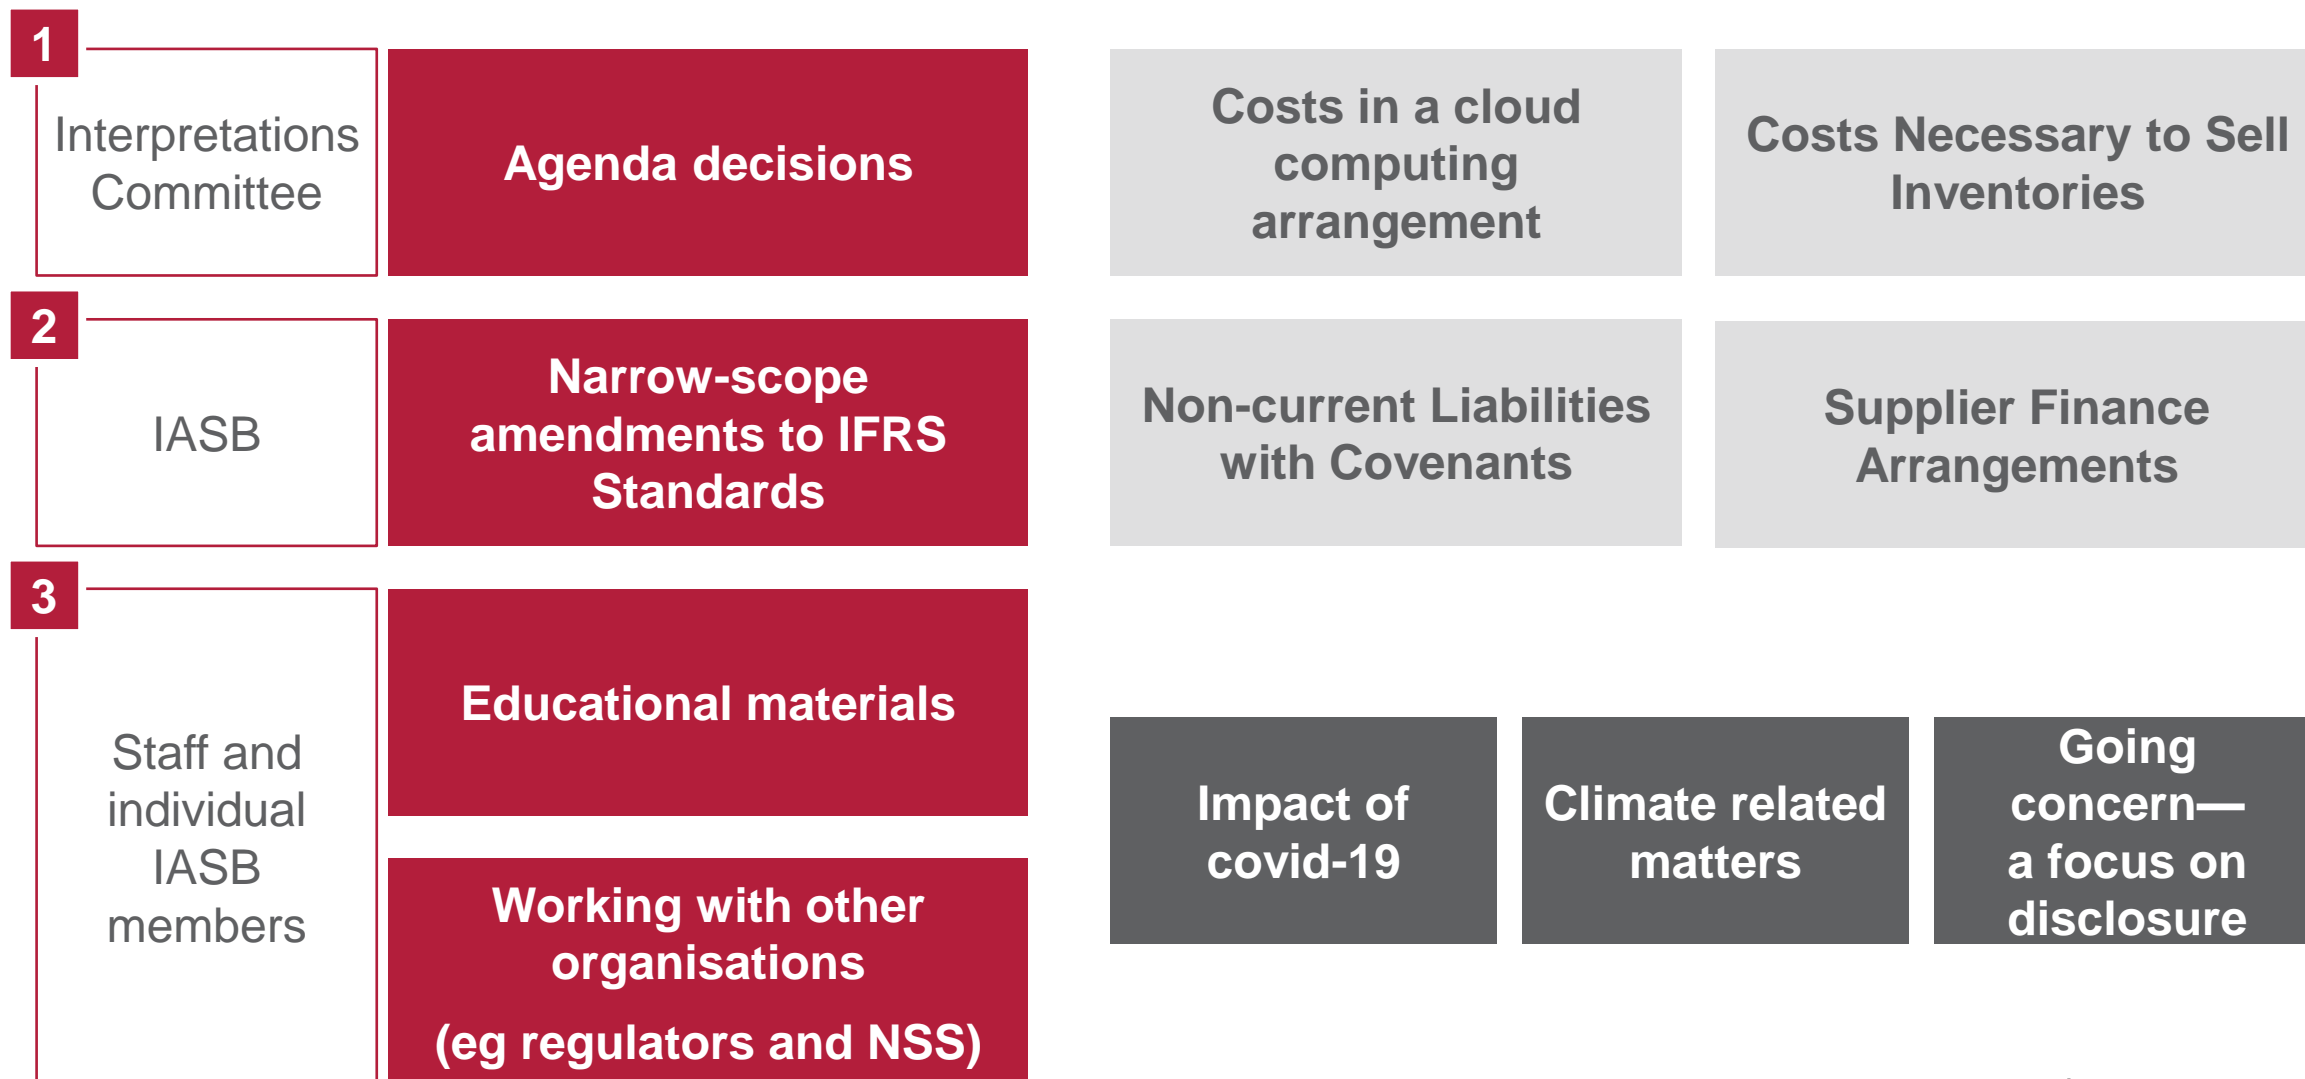 1
Interpretations
Committee
Agenda decisions
Costs in a cloud
computing
arrangement
Costs Necessary to Sell
Inventories
2
IASB
Narrow-scope
amendments to IFRS
Standards
Non-current Liabilities
with Covenants
Supplier Finance
Arrangements
3
Staff and
individual
IASB
members
Educational materials
Working with other
organisations
(eg regulators and NSS)
Impact of
covid-19
Climate related
matters
Going
concern—
a focus on
disclosure